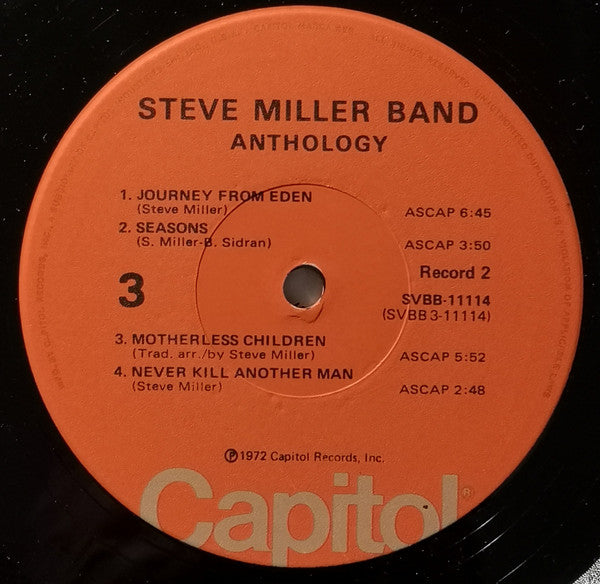 STEVE MILLER BAND
ANTHOLOGY
1. JOURNEY FROM EDEN
(Steve Miller) ASCAP 6:45
2. SEASONS
(S. Miller-B. Sidran) ASCAP 3:50
3 Record 2
SVBB-11114
(SVBB 3-11114)
3. MOTHERLESS CHILDREN
(Trad. arr./by Steve Miller) ASCAP 5:52
4. NEVER KILL ANOTHER MAN
(Steve Miller) ASCAP 2:48
℗1972 Capitol Records, Inc.
Capitol®